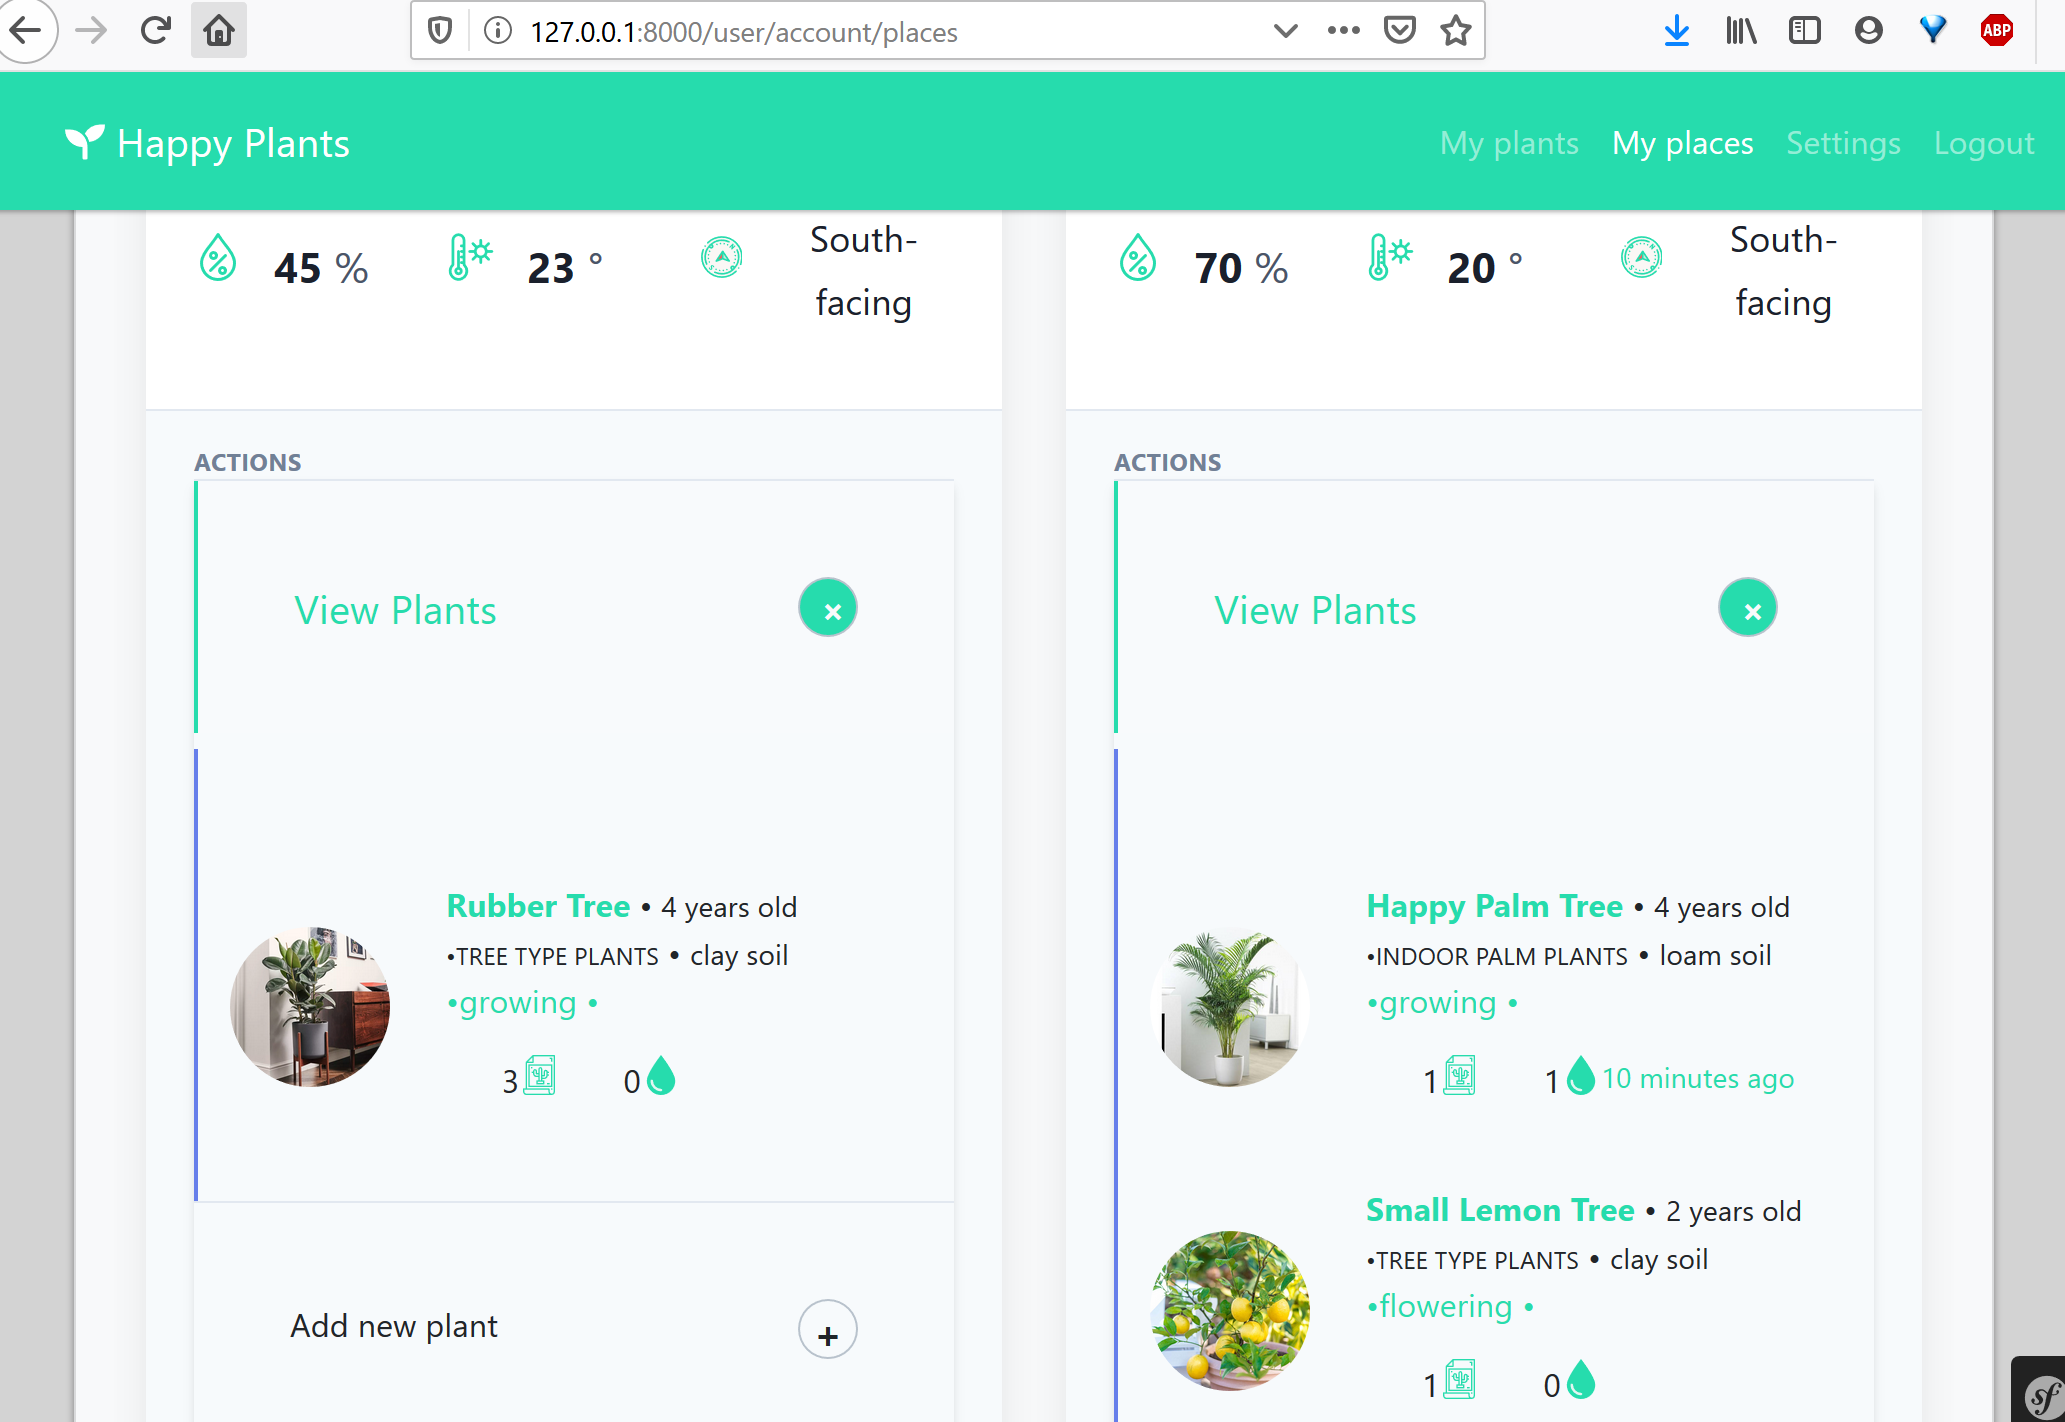 127.0.0.1:8000/user/account/places
ABP
Happy Plants
My plants My places Settings Logout
45 % 23 ° South-
facing
70 % 20 ° South-
facing
ACTIONS
View Plants ×
Rubber Tree • 4 years old
•TREE TYPE PLANTS • clay soil
•growing •
3 0
Add new plant +
ACTIONS
View Plants ×
Happy Palm Tree • 4 years old
•INDOOR PALM PLANTS • loam soil
•growing •
1 1 10 minutes ago
Small Lemon Tree • 2 years old
•TREE TYPE PLANTS • clay soil
•flowering •
1 0
sf